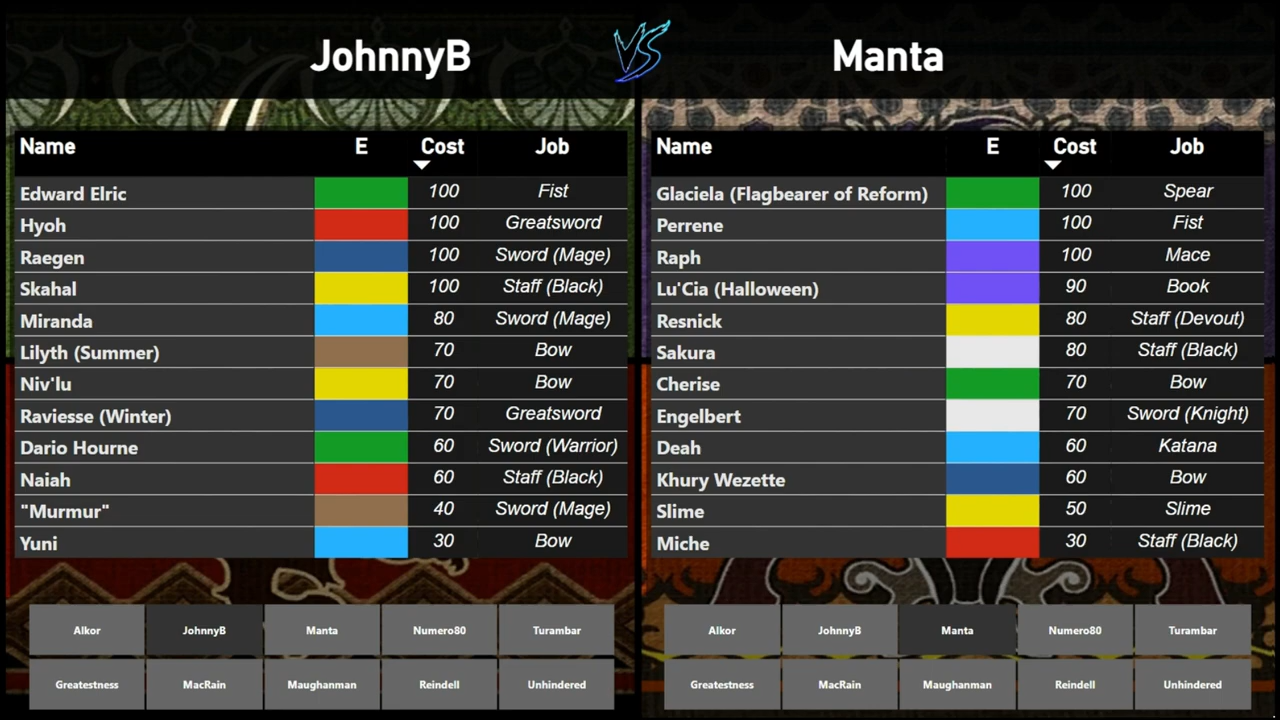 JohnnyB VS Manta
Name E Cost Job
Edward Elric 100 Fist
Hyoh 100 Greatsword
Raegen 100 Sword (Mage)
Skahal 100 Staff (Black)
Miranda 80 Sword (Mage)
Lilyth (Summer) 70 Bow
Niv'lu 70 Bow
Raviesse (Winter) 70 Greatsword
Dario Hourne 60 Sword (Warrior)
Naiah 60 Staff (Black)
"Murmur" 40 Sword (Mage)
Yuni 30 Bow
Alkor JohnnyB Manta Numero80 Turambar
Greatestness MacRain Maughanman Reindell Unhindered
Name E Cost Job
Glaciela (Flagbearer of Reform) 100 Spear
Perrene 100 Fist
Raph 100 Mace
Lu'Cia (Halloween) 90 Book
Resnick 80 Staff (Devout)
Sakura 80 Staff (Black)
Cherise 70 Bow
Engelbert 70 Sword (Knight)
Deah 60 Katana
Khury Wezette 60 Bow
Slime 50 Slime
Miche 30 Staff (Black)
Alkor JohnnyB Manta Numero80 Turambar
Greatestness MacRain Maughanman Reindell Unhindered